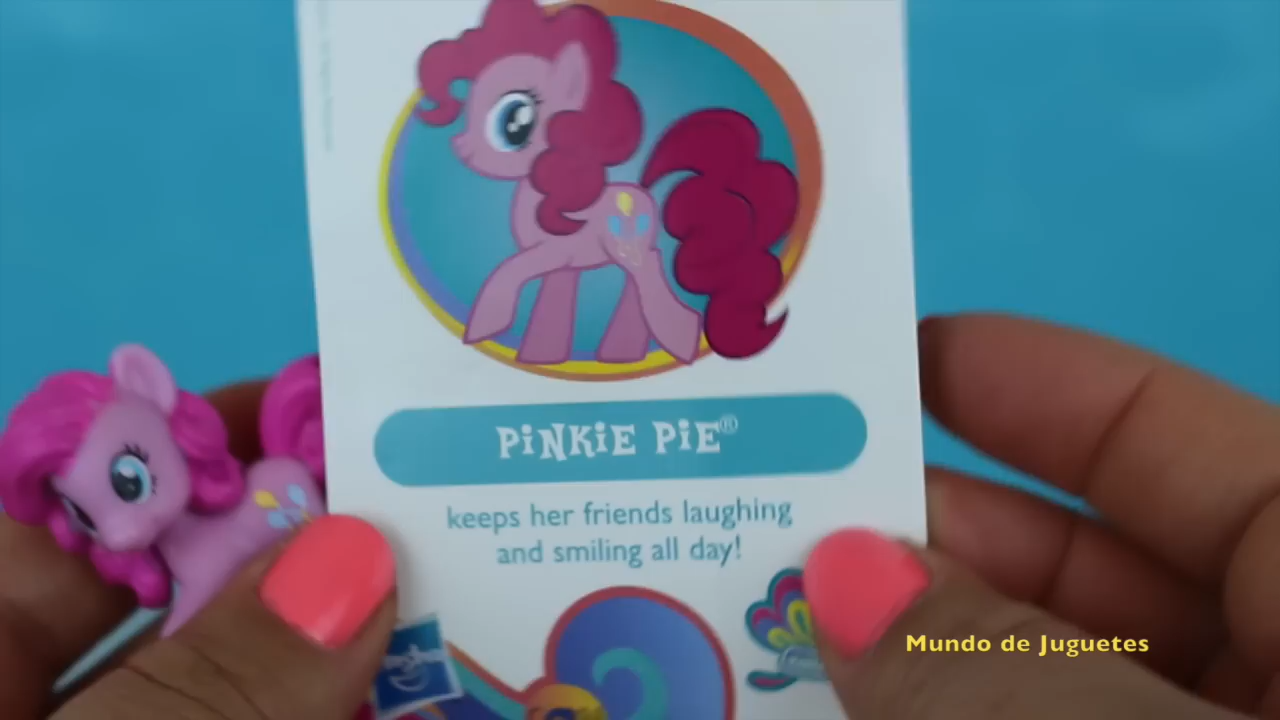 PiNKiE PiE®
keeps her friends laughing
and smiling all day!
Mundo de Juguetes